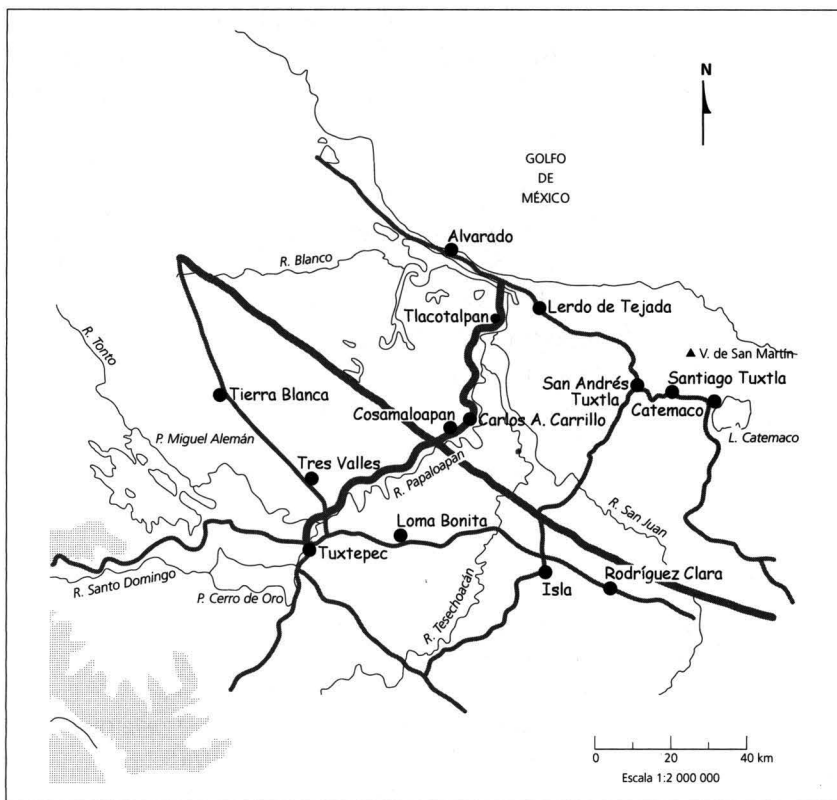 N
GOLFO
DE
MÉXICO
Alvarado
R. Blanco
Tlacotalpan
Lerdo de Tejada
R. Tonto
V. de San Martín
San Andrés
Tuxtla
Santiago Tuxtla
Tierra Blanca
Catemaco
Cosamaloapan
Carlos A. Carrillo
L. Catemaco
P. Miguel Alemán
Tres Valles
R. Papaloapan
R. San Juan
Loma Bonita
Tuxtepec
R. Santo Domingo
P. Cerro de Oro
R. Tesechoacán
Isla
Rodríguez Clara
0 20 40 km
Escala 1:2 000 000